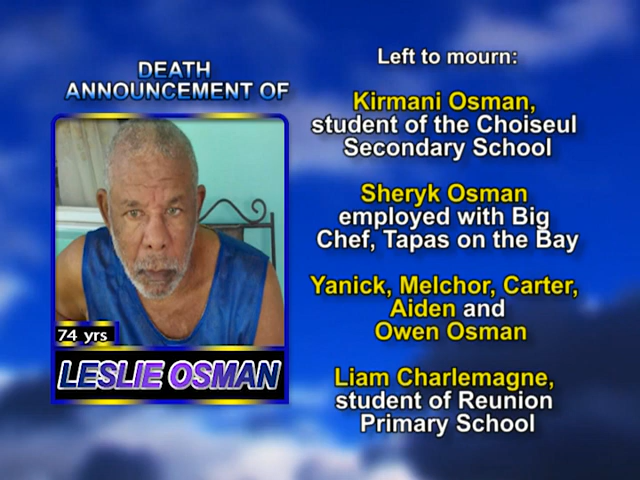 DEATH
ANNOUNCEMENT OF
74 yrs
LESLIE OSMAN
Left to mourn:
Kirmani Osman,
student of the Choiseul
Secondary School
Sheryk Osman
employed with Big
Chef, Tapas on the Bay
Yanick, Melchor, Carter,
Aiden and
Owen Osman
Liam Charlemagne,
student of Reunion
Primary School